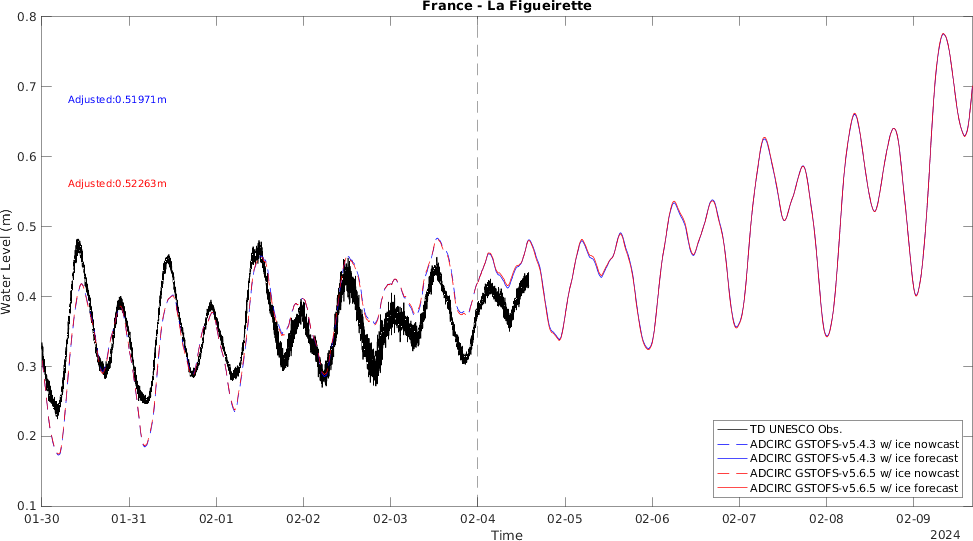 France - La Figueirette
0.8
0.7
0.6
0.5
0.4
0.3
0.2
0.1
Water Level (m)
Adjusted:0.51971m
Adjusted:0.52263m
TD UNESCO Obs.
ADCIRC GSTOFS-v5.4.3 w/ ice nowcast
ADCIRC GSTOFS-v5.4.3 w/ ice forecast
ADCIRC GSTOFS-v5.6.5 w/ ice nowcast
ADCIRC GSTOFS-v5.6.5 w/ ice forecast
01-30 01-31 02-01 02-02 02-03 02-04 02-05 02-06 02-07 02-08 02-09
Time
2024